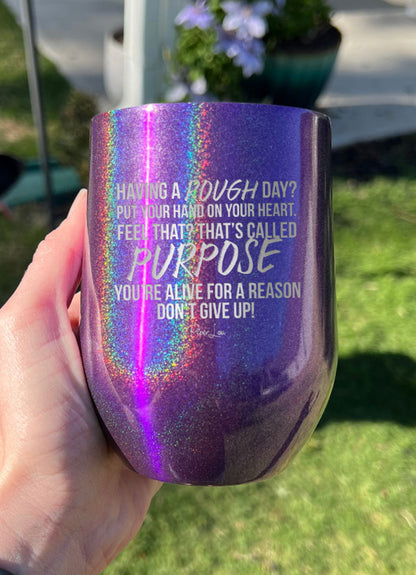 HAVING A ROUGH DAY?
PUT YOUR HAND ON YOUR HEART.
FEEL THAT? THAT'S CALLED
PURPOSE
YOU'RE ALIVE FOR A REASON
DON'T GIVE UP!